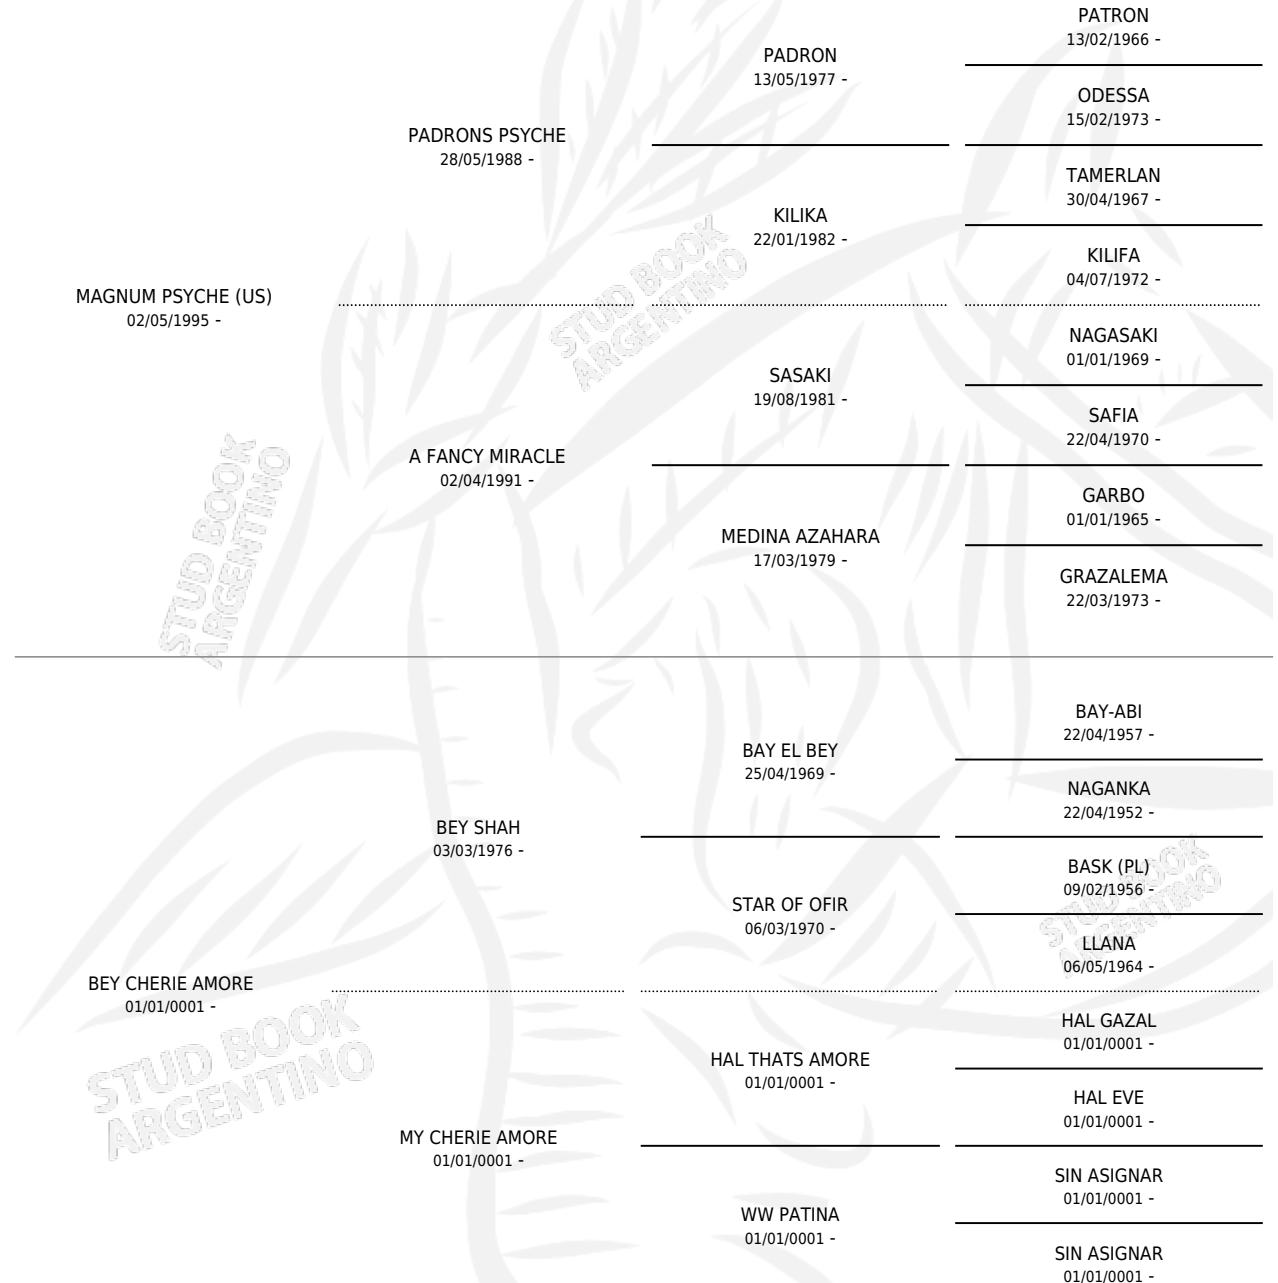 PATRON
13/02/1966 -
PADRON
13/05/1977 -
ODESSA
15/02/1973 -
PADRONS PSYCHE
28/05/1988 -
TAMERLAN
30/04/1967 -
KILIKA
22/01/1982 -
KILIFA
04/07/1972 -
MAGNUM PSYCHE (US)
02/05/1995 -
NAGASAKI
01/01/1969 -
SASAKI
19/08/1981 -
SAFIA
22/04/1970 -
A FANCY MIRACLE
02/04/1991 -
GARBO
01/01/1965 -
MEDINA AZAHARA
17/03/1979 -
GRAZALEMA
22/03/1973 -
BAY-ABI
22/04/1957 -
BAY EL BEY
25/04/1969 -
NAGANKA
22/04/1952 -
BEY SHAH
03/03/1976 -
BASK (PL)
09/02/1956 -
STAR OF OFIR
06/03/1970 -
LLANA
06/05/1964 -
BEY CHERIE AMORE
01/01/0001 -
HAL GAZAL
01/01/0001 -
HAL THATS AMORE
01/01/0001 -
HAL EVE
01/01/0001 -
MY CHERIE AMORE
01/01/0001 -
SIN ASIGNAR
01/01/0001 -
WW PATINA
01/01/0001 -
SIN ASIGNAR
01/01/0001 -
STUD BOOK
ARGENTINO
STUD BOOK
ARGENTINO
STUD BOOK
ARGENTINO
STUD BOOK
ARGENTINO